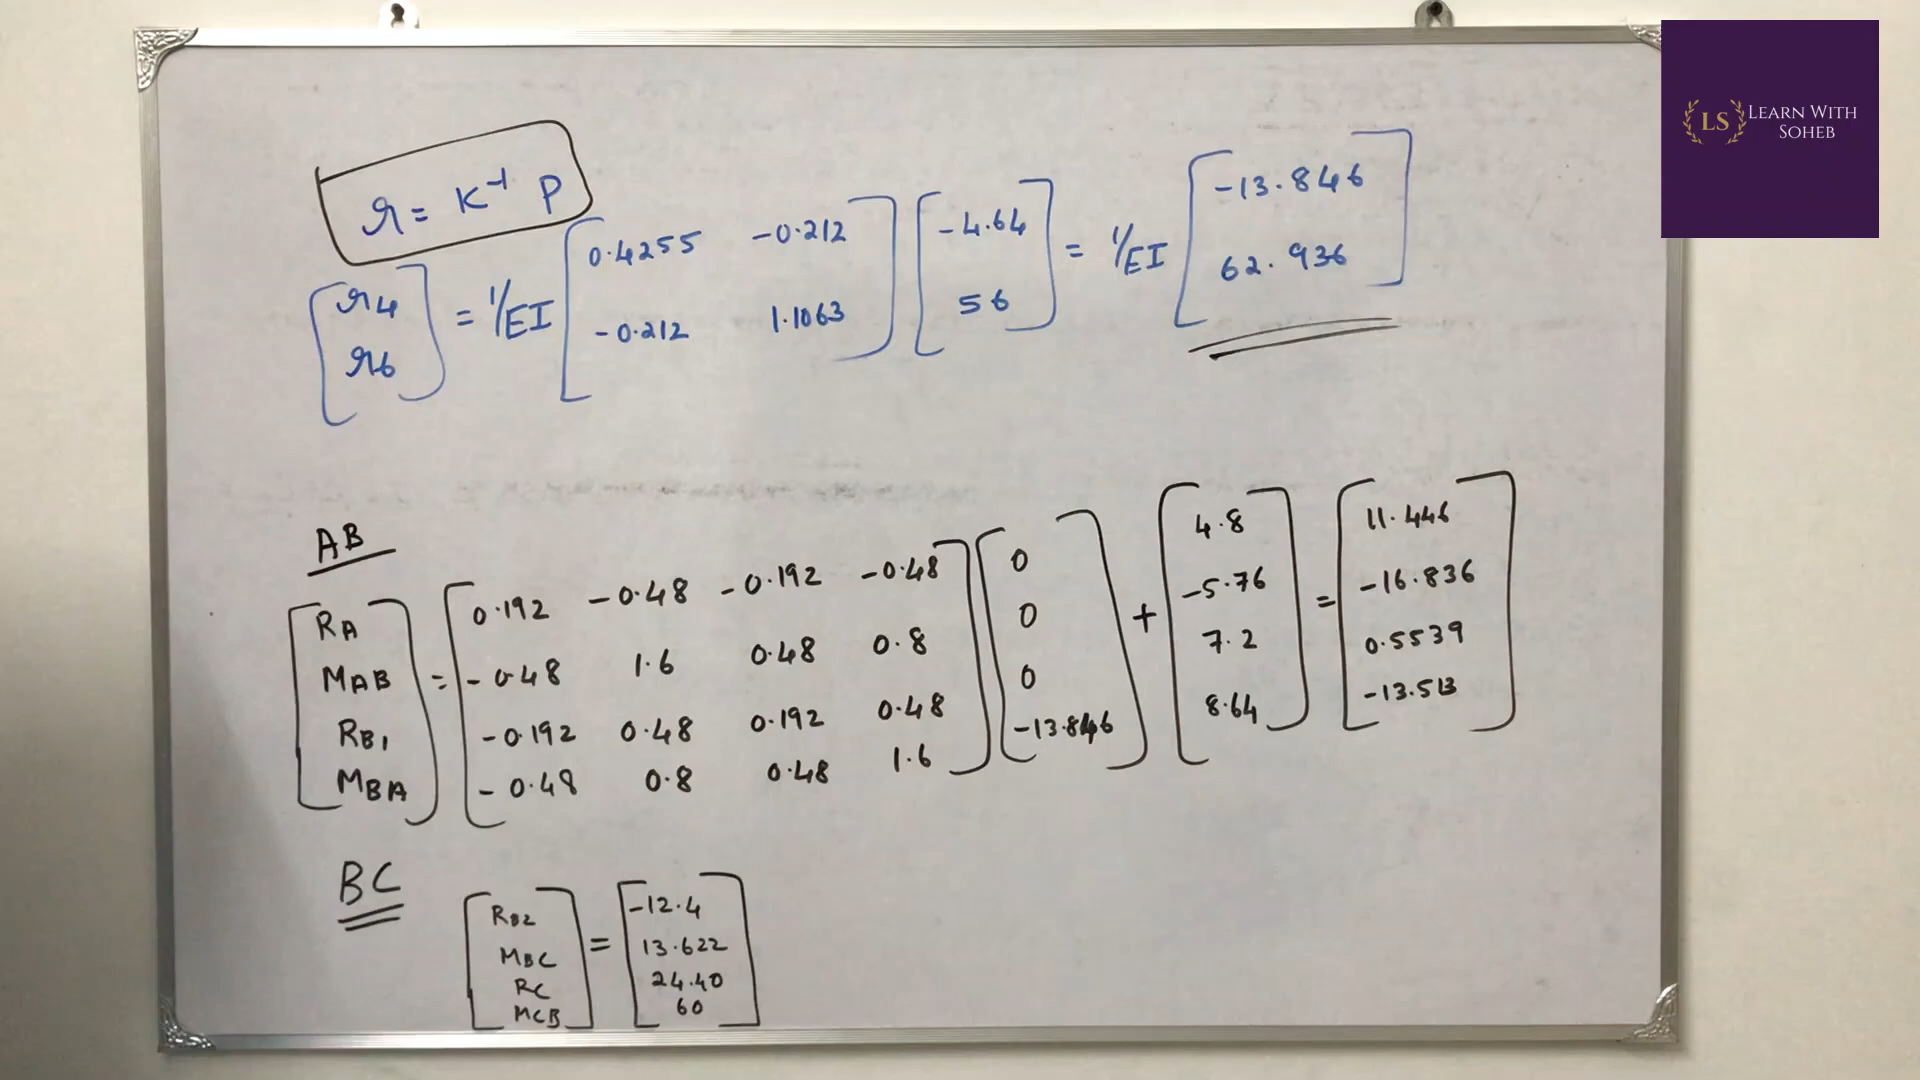 LS LEARN WITH
SOHEB
r = K⁻¹ P
[r4 r6] = 1/EI [0.4255 -0.212; -0.212 1.1063] [-4.64; 56] = 1/EI [-13.846; 62.936]
AB
[RA; MAB; RB1; MBA] = [0.192 -0.48 -0.192 -0.48; -0.48 1.6 0.48 0.8; -0.192 0.48 0.192 0.48; -0.48 0.8 0.48 1.6] [0; 0; 0; -13.846] + [4.8; -5.76; 7.2; 8.64] = [11.446; -16.836; 0.5539; -13.513]
BC
[RB2; MBC; RC; MCB] = [-12.4; 13.622; 24.40; 60]